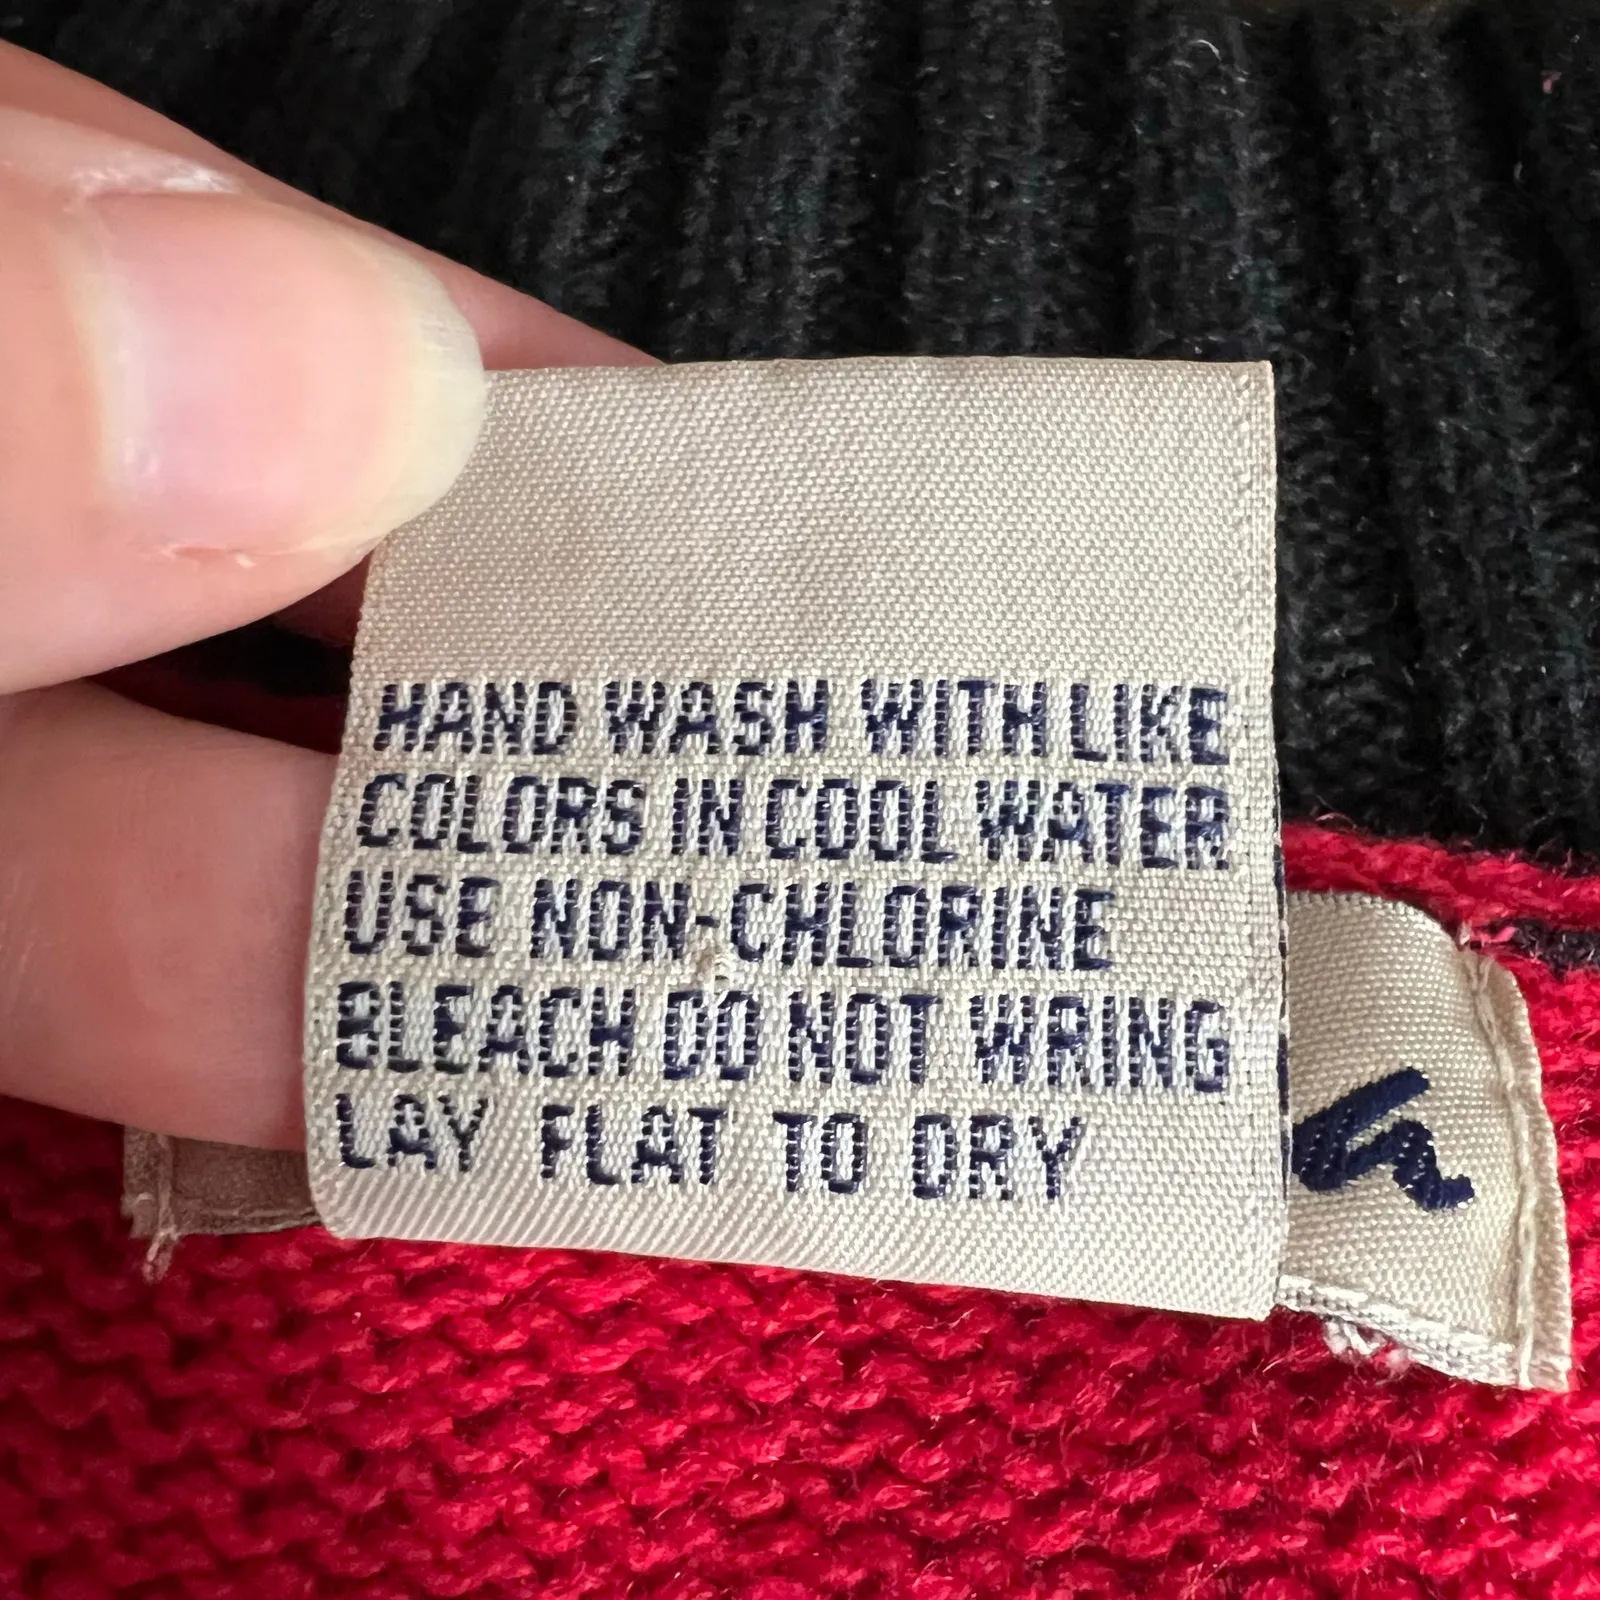 HAND WASH WITH LIKE
COLORS IN COOL WATER
USE NON-CHLORINE
BLEACH DO NOT WRING
LAY FLAT TO DRY